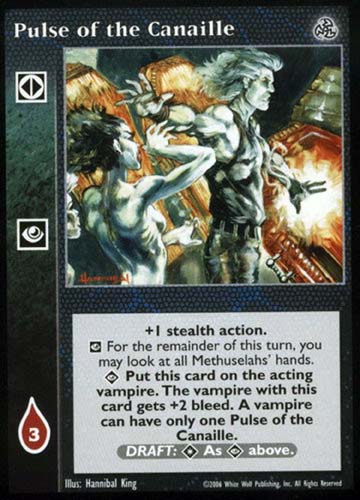 Pulse of the Canaille
Hannibal
+1 stealth action.
For the remainder of this turn, you
may look at all Methuselahs' hands.
Put this card on the acting
vampire. The vampire with this
card gets +2 bleed. A vampire
can have only one Pulse of the
Canaille.
DRAFT: As above.
3
Illus: Hannibal King
©2006 White Wolf Publishing, Inc. All Rights Reserved